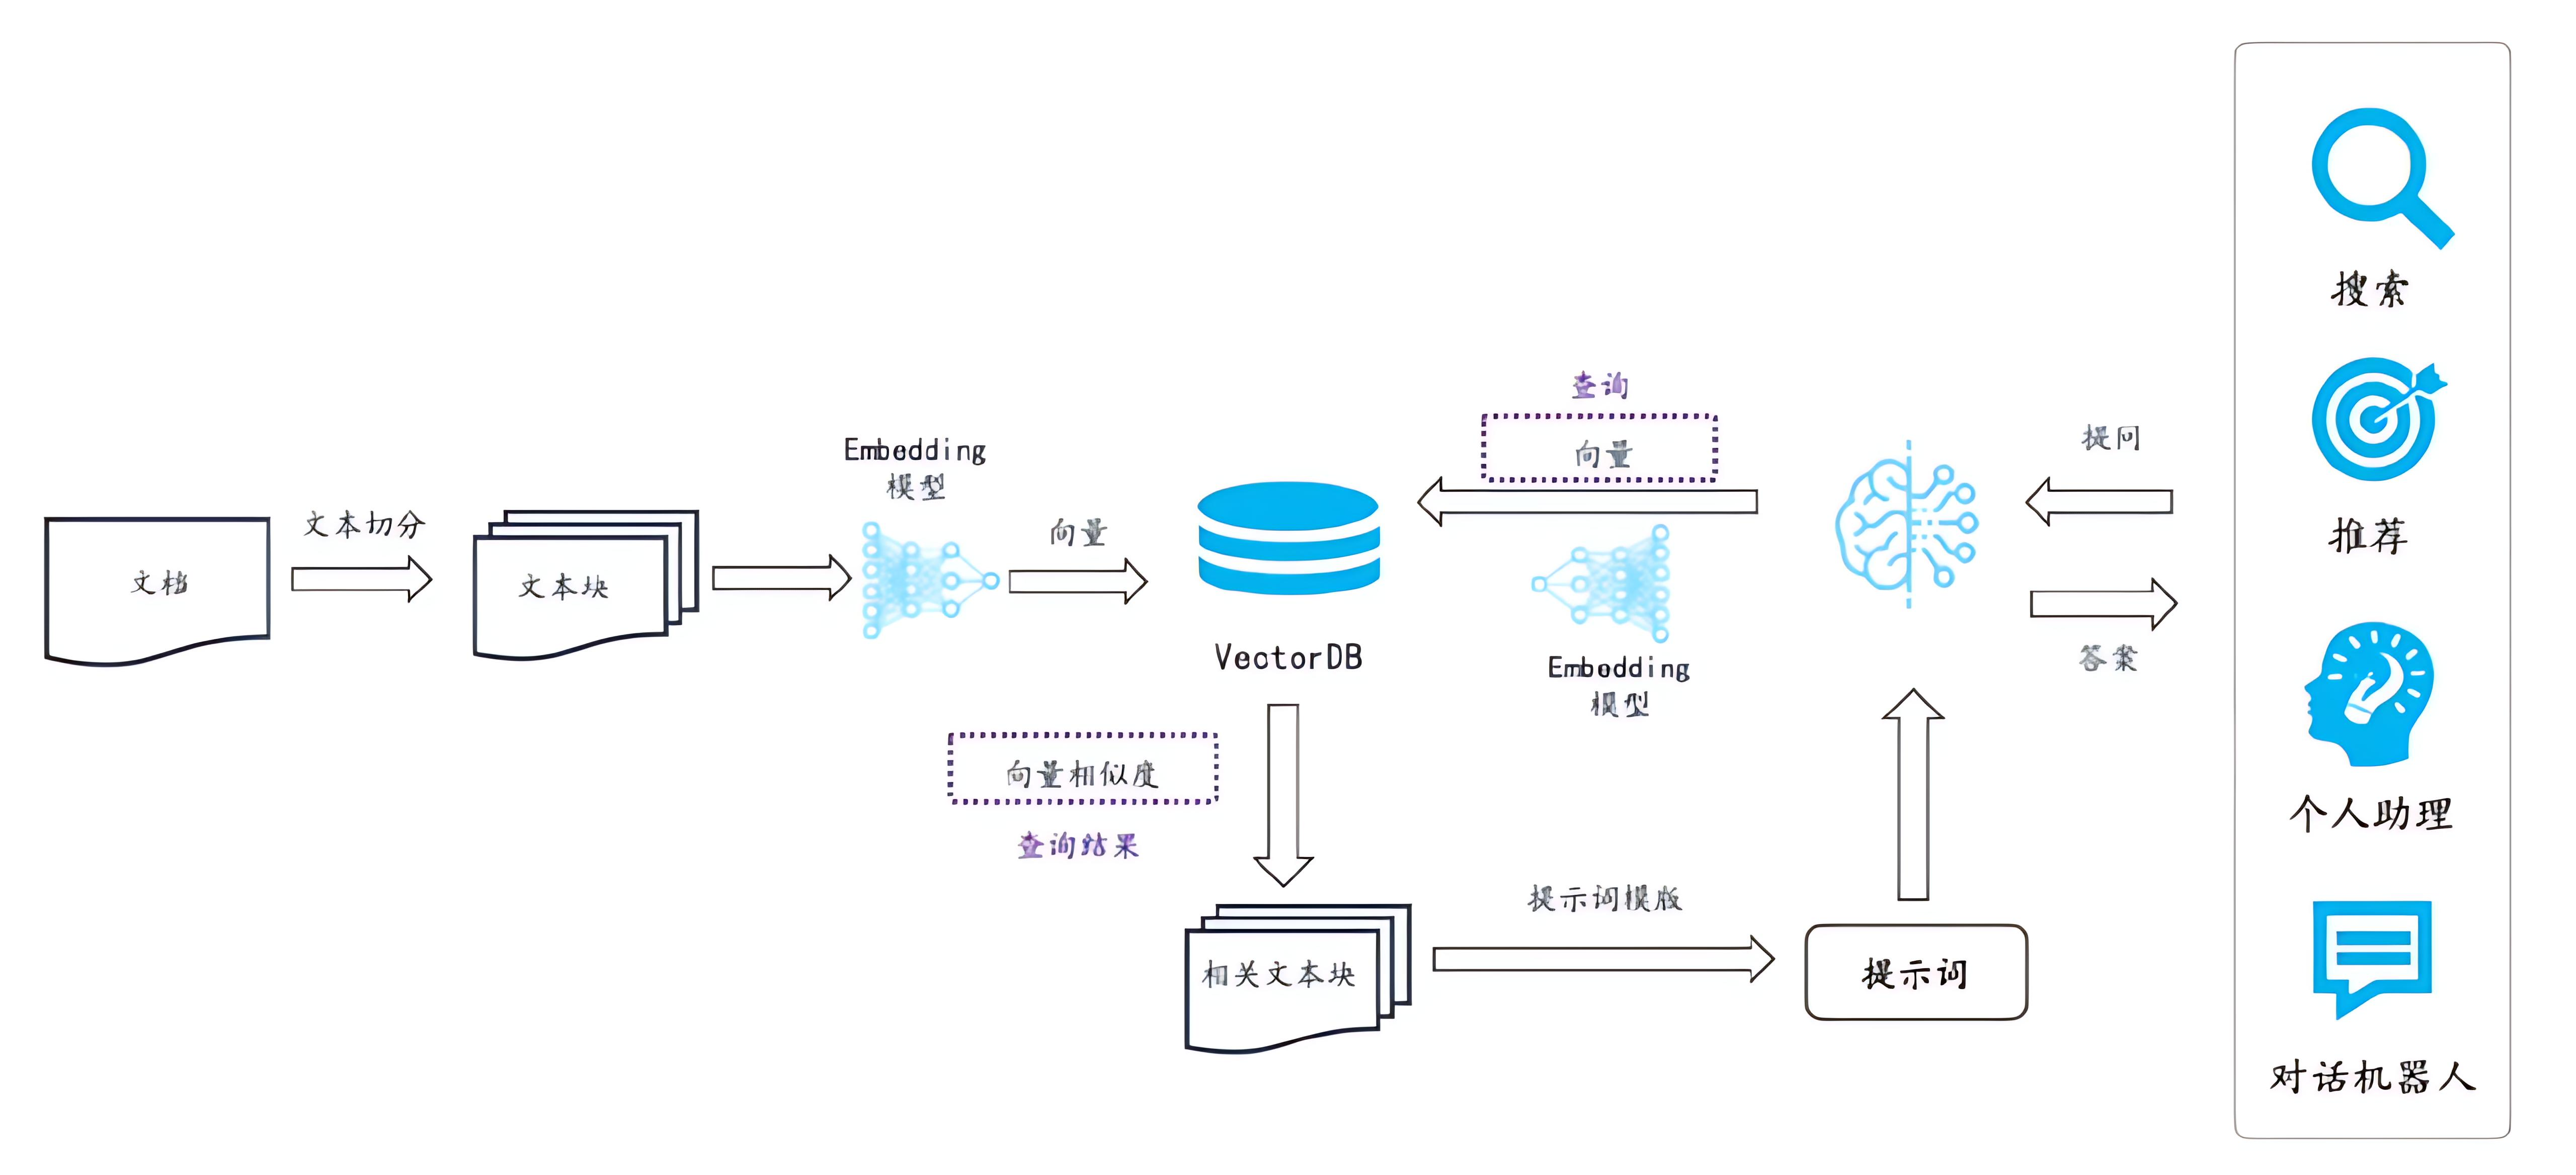 文档
文本切分
文本块
Embedding
模型
向量
VectorDB
查询
向量
Embedding
模型
提问
答案
向量相似度
查询结果
相关文本块
提示词模版
提示词
搜索
推荐
个人助理
对话机器人